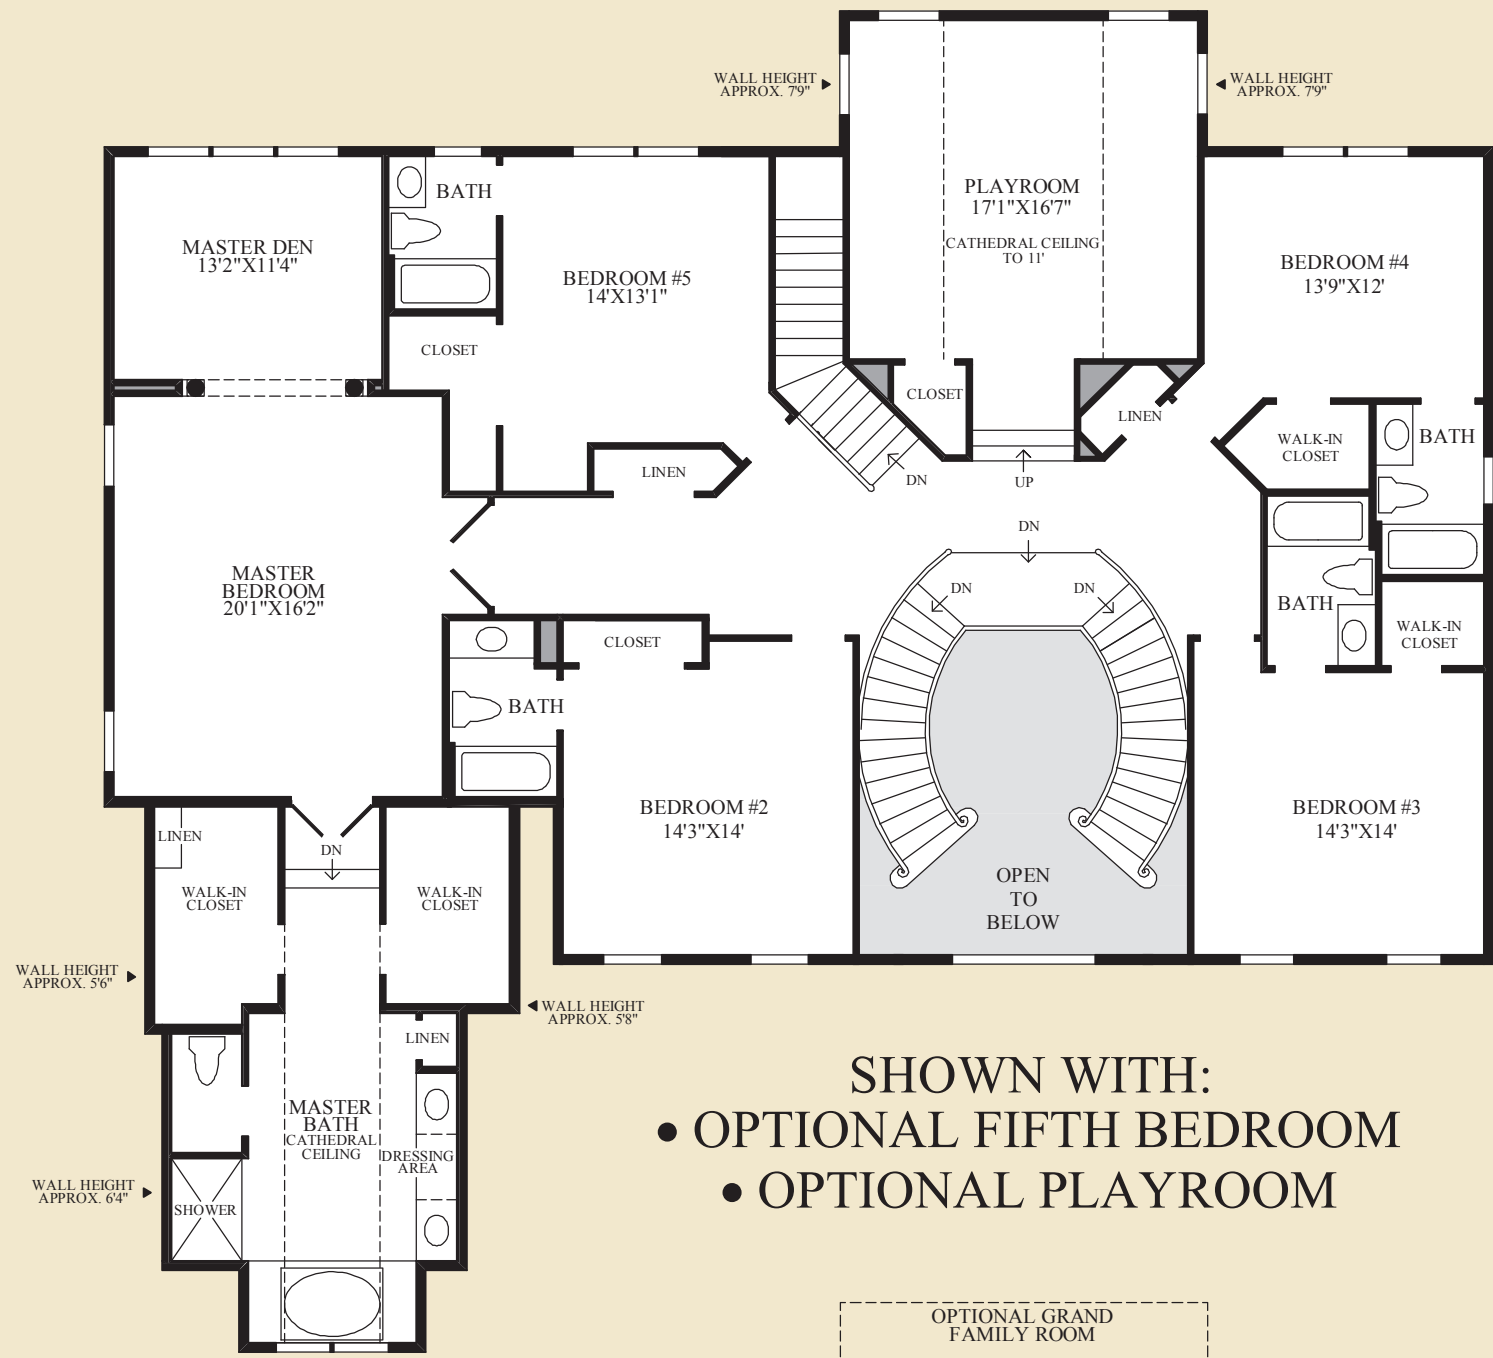 WALL HEIGHT
APPROX. 7'9"
WALL HEIGHT
APPROX. 7'9"
PLAYROOM
17'1"X16'7"
CATHEDRAL CEILING
TO 11'
BATH
MASTER DEN
13'2"X11'4"
BEDROOM #5
14'X13'1"
BEDROOM #4
13'9"X12'
CLOSET
CLOSET
LINEN
WALK-IN
CLOSET
BATH
LINEN
DN
UP
DN
MASTER
BEDROOM
20'1"X16'2"
DN
DN
BATH
WALK-IN
CLOSET
CLOSET
BATH
BEDROOM #2
14'3"X14'
BEDROOM #3
14'3"X14'
LINEN
DN
WALK-IN
CLOSET
WALK-IN
CLOSET
OPEN
TO
BELOW
WALL HEIGHT
APPROX. 5'6"
WALL HEIGHT
APPROX. 5'8"
LINEN
MASTER
BATH
CATHEDRAL
CEILING
DRESSING
AREA
WALL HEIGHT
APPROX. 6'4"
SHOWER
SHOWN WITH:
• OPTIONAL FIFTH BEDROOM
• OPTIONAL PLAYROOM
OPTIONAL GRAND
FAMILY ROOM